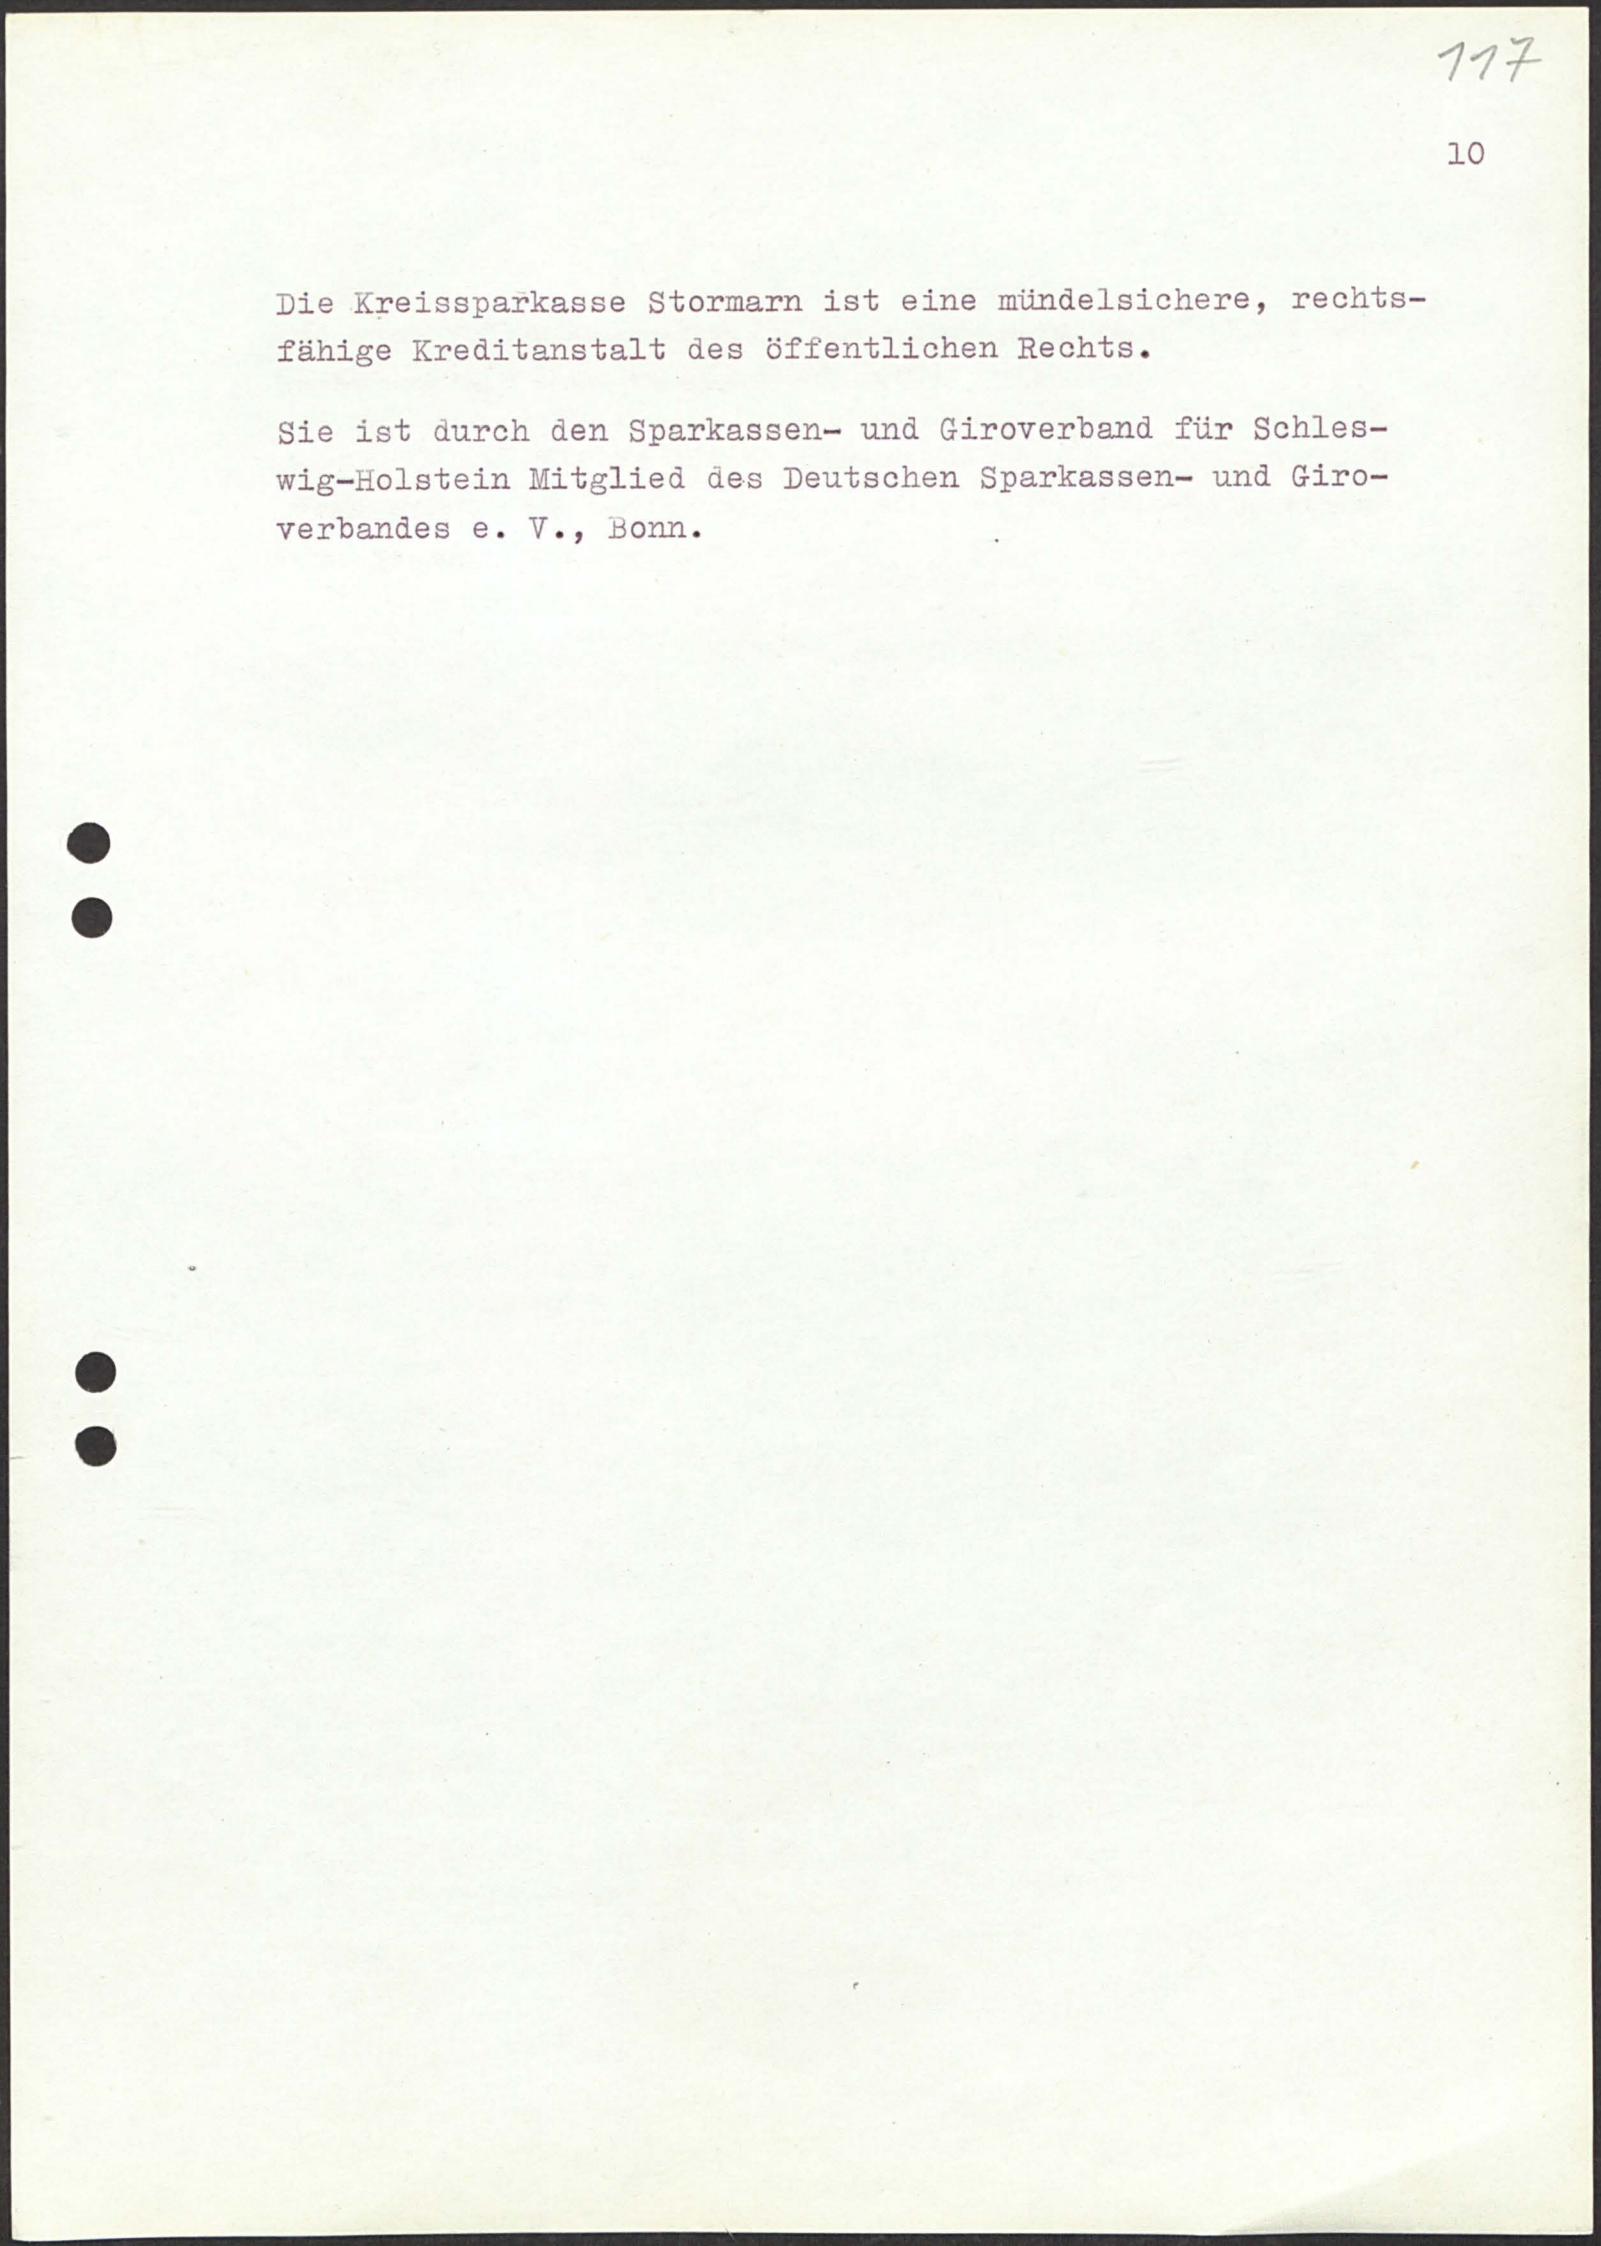 117
10
Die Kreissparkasse Stormarn ist eine mündelsichere, rechts-
fähige Kreditanstalt des öffentlichen Rechts.
Sie ist durch den Sparkassen- und Giroverband für Schles-
wig-Holstein Mitglied des Deutschen Sparkassen- und Giro-
verbandes e. V., Bonn.